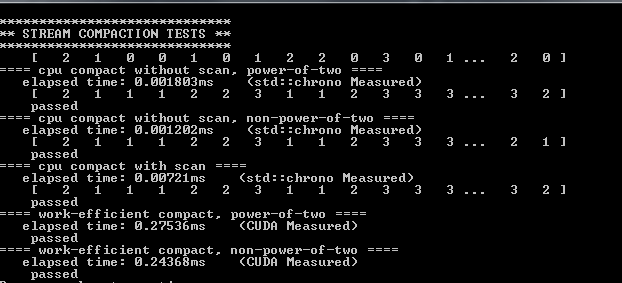 *****************************
** STREAM COMPACTION TESTS **
*****************************
[ 2 1 0 0 1 0 1 2 2 0 3 0 1 ... 2 0 ]
==== cpu compact without scan, power-of-two ====
elapsed time: 0.001803ms (std::chrono Measured)
[ 2 1 1 1 2 2 3 1 1 2 3 3 3 ... 3 2 ]
passed
==== cpu compact without scan, non-power-of-two ====
elapsed time: 0.001202ms (std::chrono Measured)
[ 2 1 1 1 2 2 3 1 1 2 3 3 3 ... 2 1 ]
passed
==== cpu compact with scan ====
elapsed time: 0.00721ms (std::chrono Measured)
[ 2 1 1 1 2 2 3 1 1 2 3 3 3 ... 3 2 ]
passed
==== work-efficient compact, power-of-two ====
elapsed time: 0.27536ms (CUDA Measured)
passed
==== work-efficient compact, non-power-of-two ====
elapsed time: 0.24368ms (CUDA Measured)
passed